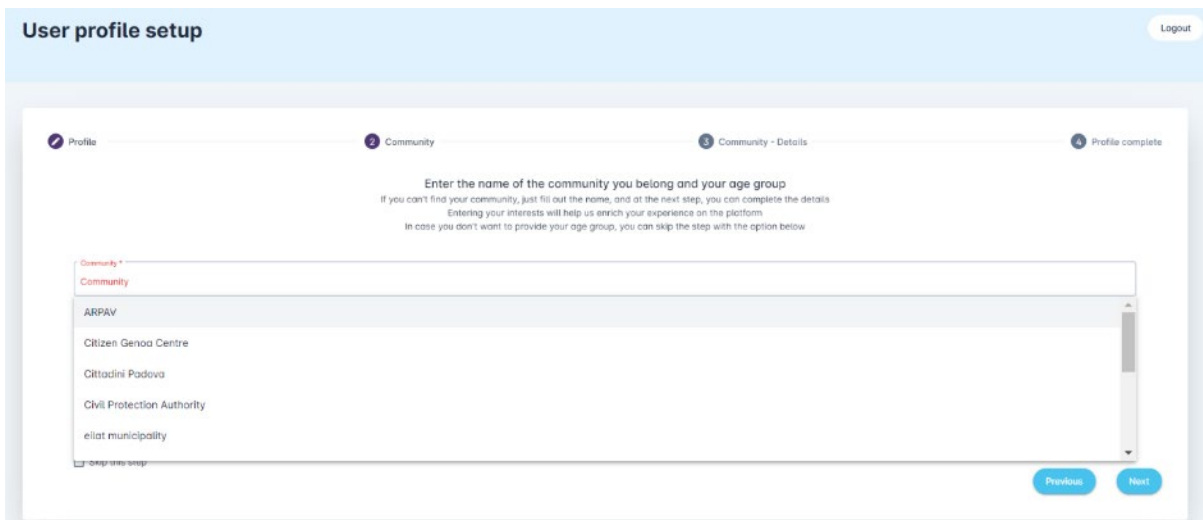 User profile setup
Logout
Profile
2 Community
3 Community - Details
4 Profile complete
Enter the name of the community you belong and your age group
If you can't find your community, just fill out the name, and at the next step, you can complete the details
Entering your interests will help us enrich your experience on the platform
In case you don't want to provide your age group, you can skip the step with the option below
Community *
Community
ARPAV
Citizen Genoa Centre
Cittadini Padova
Civil Protection Authority
eilat municipality
Skip this step
Previous
Next